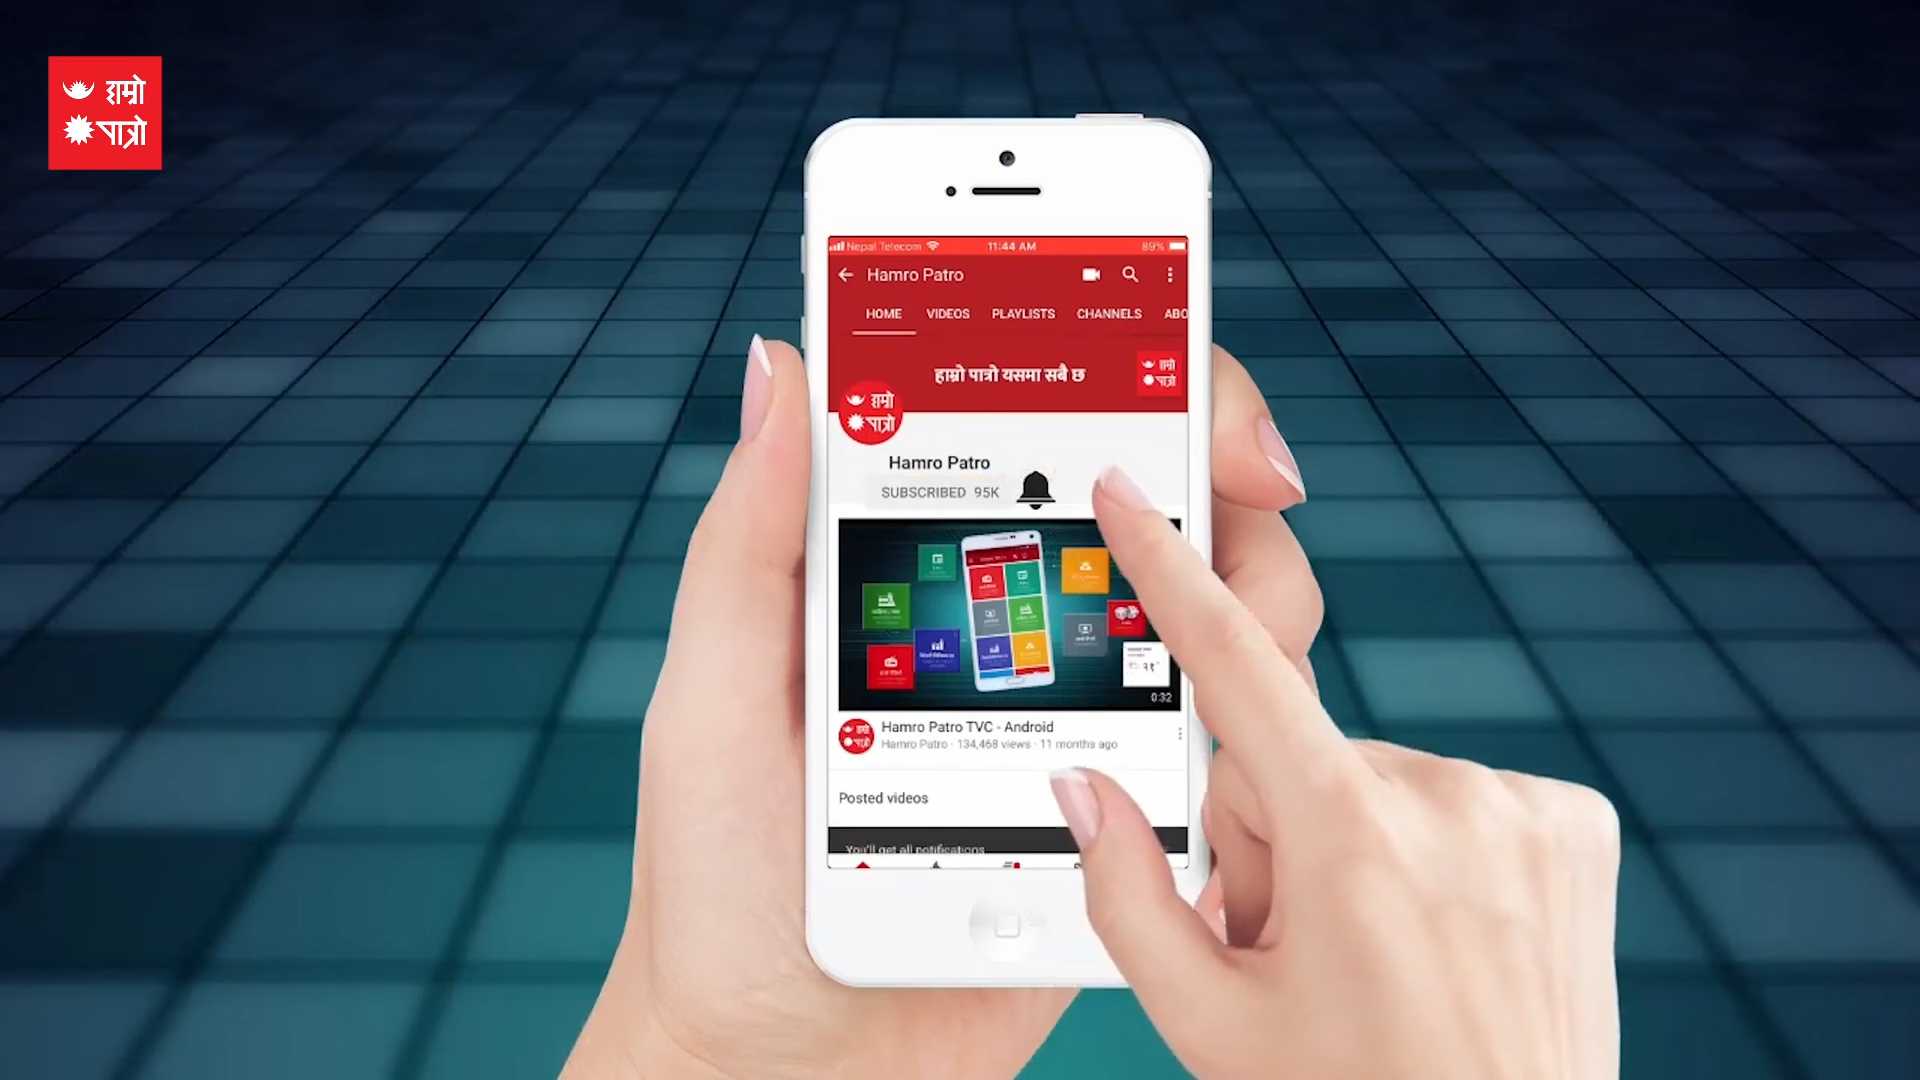 हाम्रो
पात्रो
Nepal Telecom
11:44 AM
89%
Hamro Patro
HOME VIDEOS PLAYLISTS CHANNELS ABO
हाम्रो पात्रो यसमा सबै छ
हाम्रो
पात्रो
हाम्रो
पात्रो
Hamro Patro
SUBSCRIBED 95K
0:32
Hamro Patro TVC - Android
Hamro Patro · 134,468 views · 11 months ago
Posted videos
You'll get all notifications